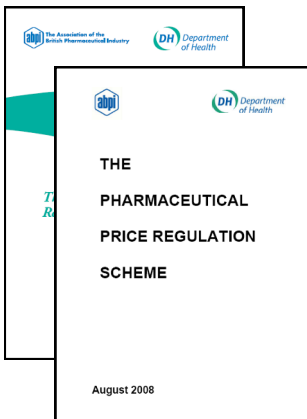 abpi The Association of the
British Pharmaceutical Industry
DH Department
of Health
abpi
DH Department
of Health
THE
PHARMACEUTICAL
PRICE REGULATION
SCHEME
August 2008